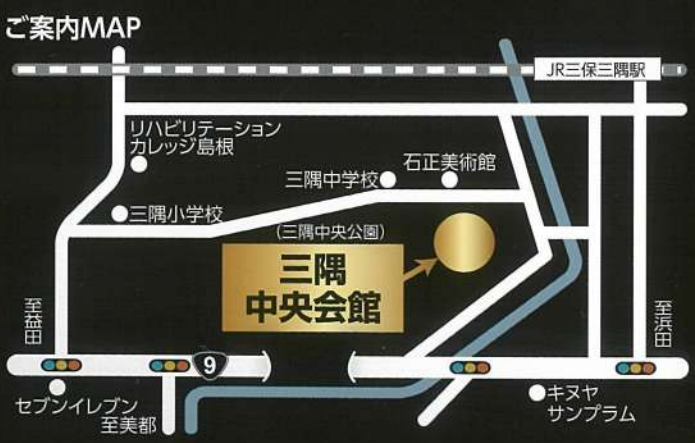 ご案内MAP
JR三保三隅駅
リハビリテーション
カレッジ島根
石正美術館
三隅中学校
三隅小学校
(三隅中央公園)
三隅
中央会館
至益田
至浜田
9
セブンイレブン
至美都
キヌヤ
サンプラム